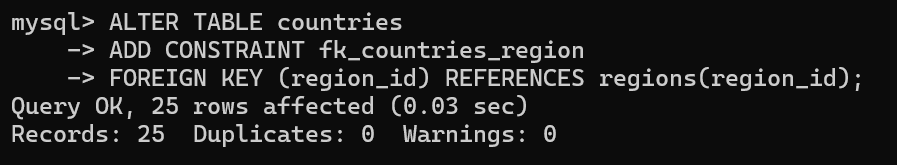 mysql> ALTER TABLE countries
    -> ADD CONSTRAINT fk_countries_region
    -> FOREIGN KEY (region_id) REFERENCES regions(region_id);
Query OK, 25 rows affected (0.03 sec)
Records: 25  Duplicates: 0  Warnings: 0